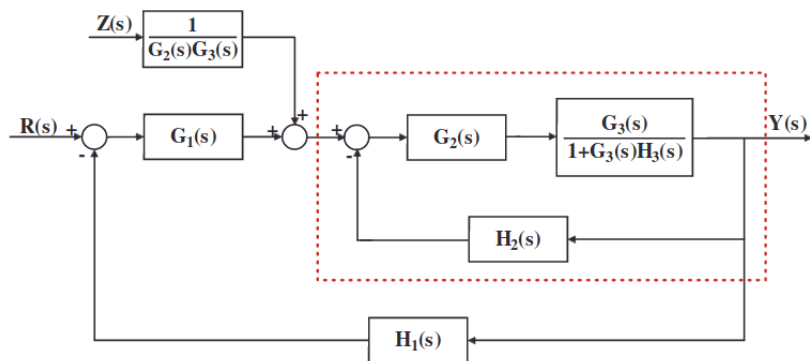 Z(s)
1
G₂(s)G₃(s)
R(s)
+
-
G₁(s)
+
+
+
-
G₂(s)
G₃(s)
1+G₃(s)H₃(s)
Y(s)
H₂(s)
H₁(s)